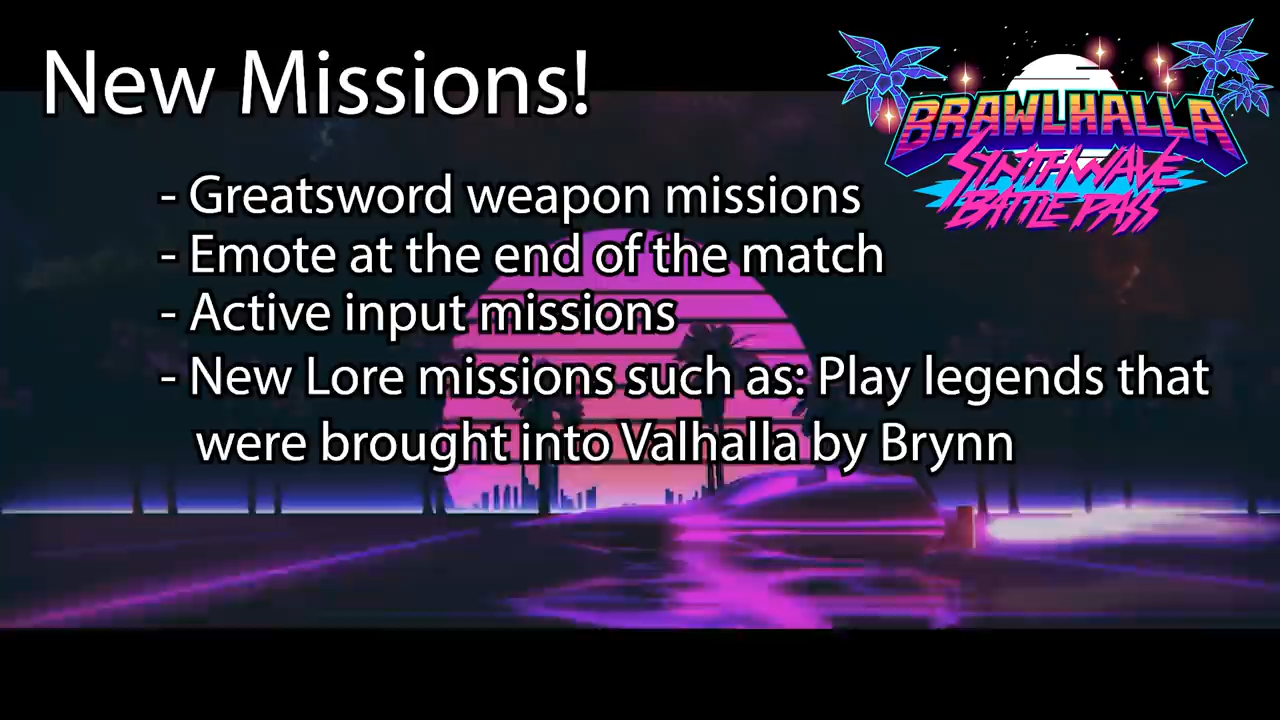 New Missions!
BRAWLHALLA
SYNTHWAVE
BATTLE PASS
- Greatsword weapon missions
- Emote at the end of the match
- Active input missions
- New Lore missions such as: Play legends that
were brought into Valhalla by Brynn